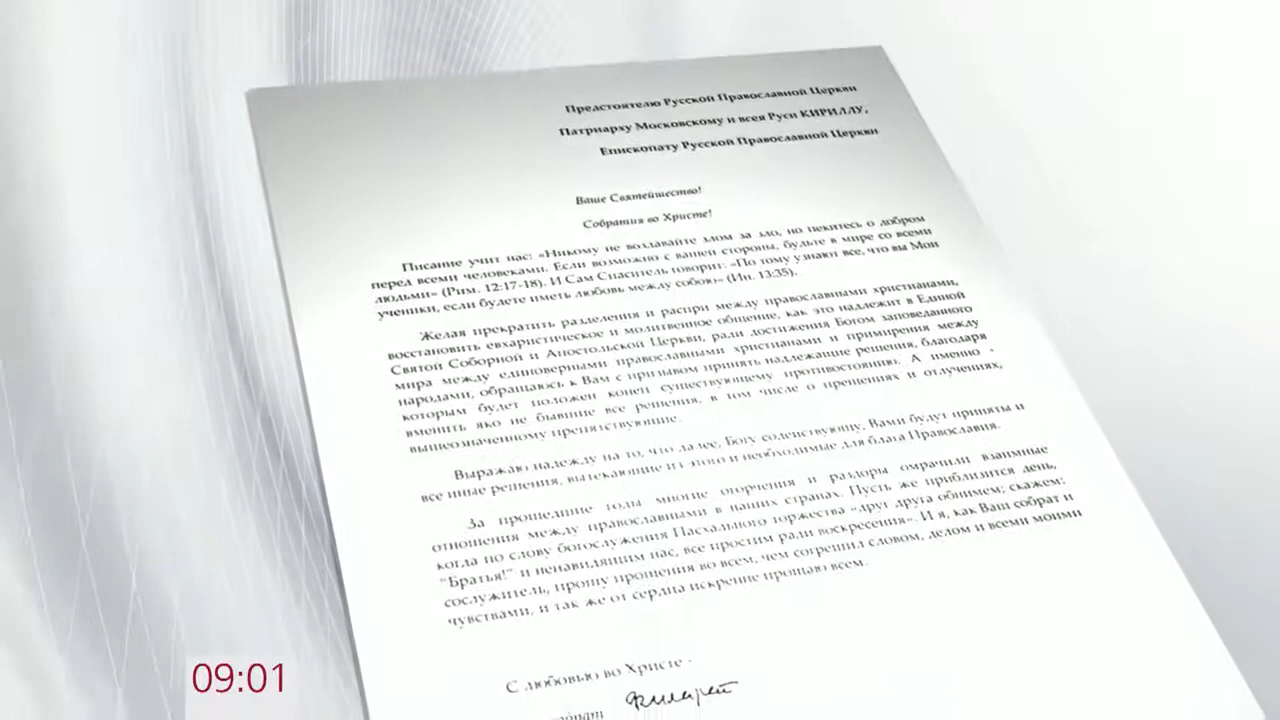 Предстоятелю Русской Православной Церкви
Патриарху Московскому и всея Руси КИРИЛЛУ,
Епископату Русской Православной Церкви
Ваше Святейшество!
Собратия во Христе!
Писание учит нас: «Никому не воздавайте злом за зло, но пекитесь о добром
перед всеми человеками. Если возможно с вашей стороны, будьте в мире со всеми
людьми» (Рим. 12:17-18). И Сам Спаситель говорит: «По тому узнают все, что вы Мои
ученики, если будете иметь любовь между собою» (Ин. 13:35).
Желая прекратить разделения и распри между православными христианами,
восстановить евхаристическое и молитвенное общение, как это надлежит в Единой
Святой Соборной и Апостольской Церкви, ради достижения Богом заповеданного
мира между единоверными православными христианами и примирения между
народами, обращаюсь к Вам с призывом принять надлежащие решения, благодаря
которым будет положен конец существующему противостоянию. А именно -
вменить яко не бывшие все решения, в том числе о прещениях и отлучениях,
вышеозначенному препятствующие.
Выражаю надежду на то, что далее, Богу содействующу, Вами будут приняты и
все иные решения, вытекающие из этого и необходимые для блага Православия.
За прошедшие годы многие огорчения и раздоры омрачили взаимные
отношения между православными в наших странах. Пусть же приблизится день,
когда по слову богослужения Пасхального торжества «друг друга обнимем; скажем:
"Братья!" и ненавидящим нас, все простим ради воскресения». И я, как Ваш собрат и
сослужитель, прошу прощения во всем, чем согрешил словом, делом и всеми моими
чувствами, и так же от сердца искренне прощаю всем.
С любовью во Христе -
Филарет
09:01